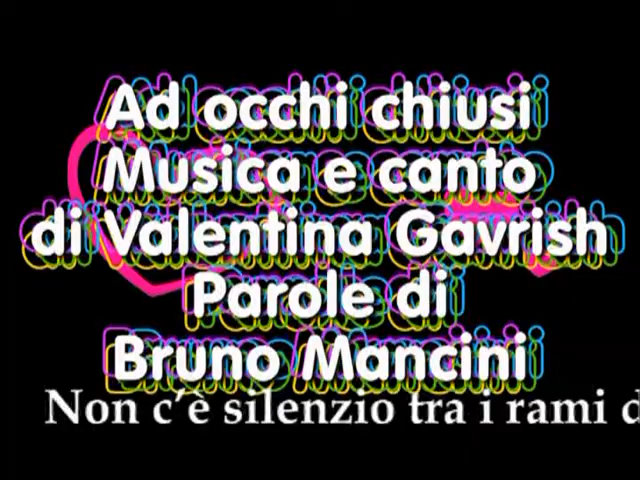 Ad occhi chiusi
Musica e canto
di Valentina Gavrish
Parole di
Bruno Mancini
Non c'è silenzio tra i rami d